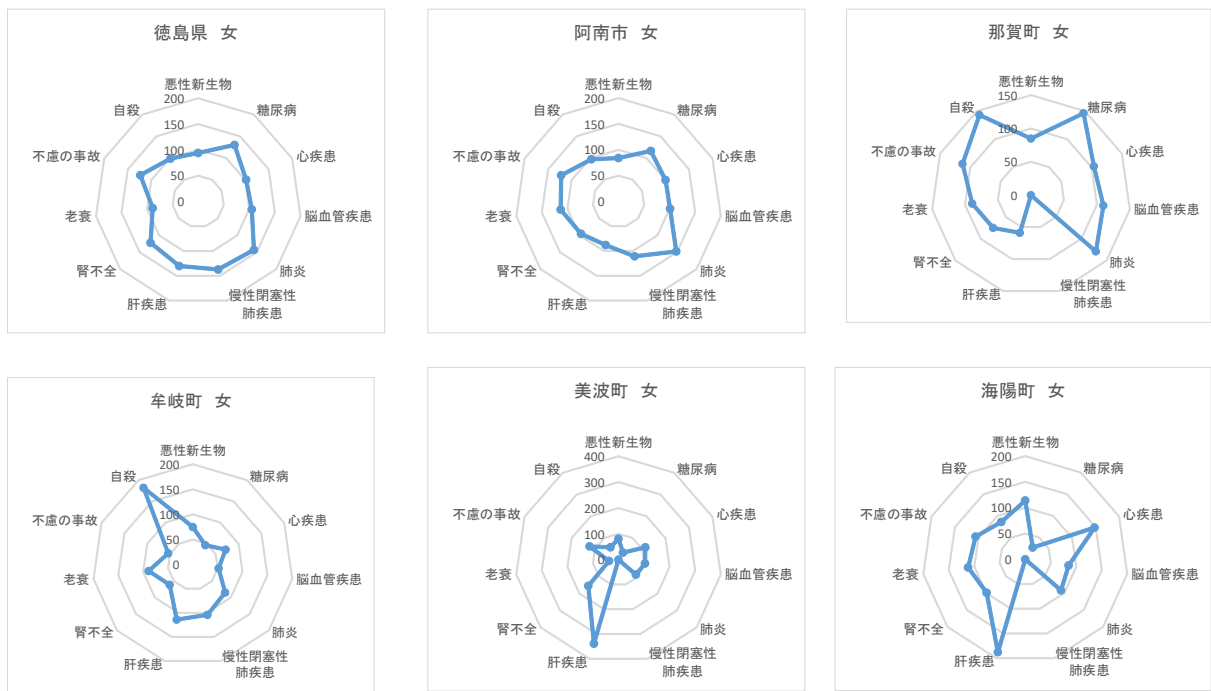 徳島県 女
悪性新生物
糖尿病
心疾患
脳血管疾患
肺炎
慢性閉塞性
肺疾患
肝疾患
腎不全
老衰
不慮の事故
自殺
200
150
100
50
0
阿南市 女
悪性新生物
糖尿病
心疾患
脳血管疾患
肺炎
慢性閉塞性
肺疾患
肝疾患
腎不全
老衰
不慮の事故
自殺
200
150
100
50
0
那賀町 女
悪性新生物
糖尿病
心疾患
脳血管疾患
肺炎
慢性閉塞性
肺疾患
肝疾患
腎不全
老衰
不慮の事故
自殺
150
100
50
0
牟岐町 女
悪性新生物
糖尿病
心疾患
脳血管疾患
肺炎
慢性閉塞性
肺疾患
肝疾患
腎不全
老衰
不慮の事故
自殺
200
150
100
50
0
美波町 女
悪性新生物
糖尿病
心疾患
脳血管疾患
肺炎
慢性閉塞性
肺疾患
肝疾患
腎不全
老衰
不慮の事故
自殺
400
300
200
100
0
海陽町 女
悪性新生物
糖尿病
心疾患
脳血管疾患
肺炎
慢性閉塞性
肺疾患
肝疾患
腎不全
老衰
不慮の事故
自殺
200
150
100
50
0